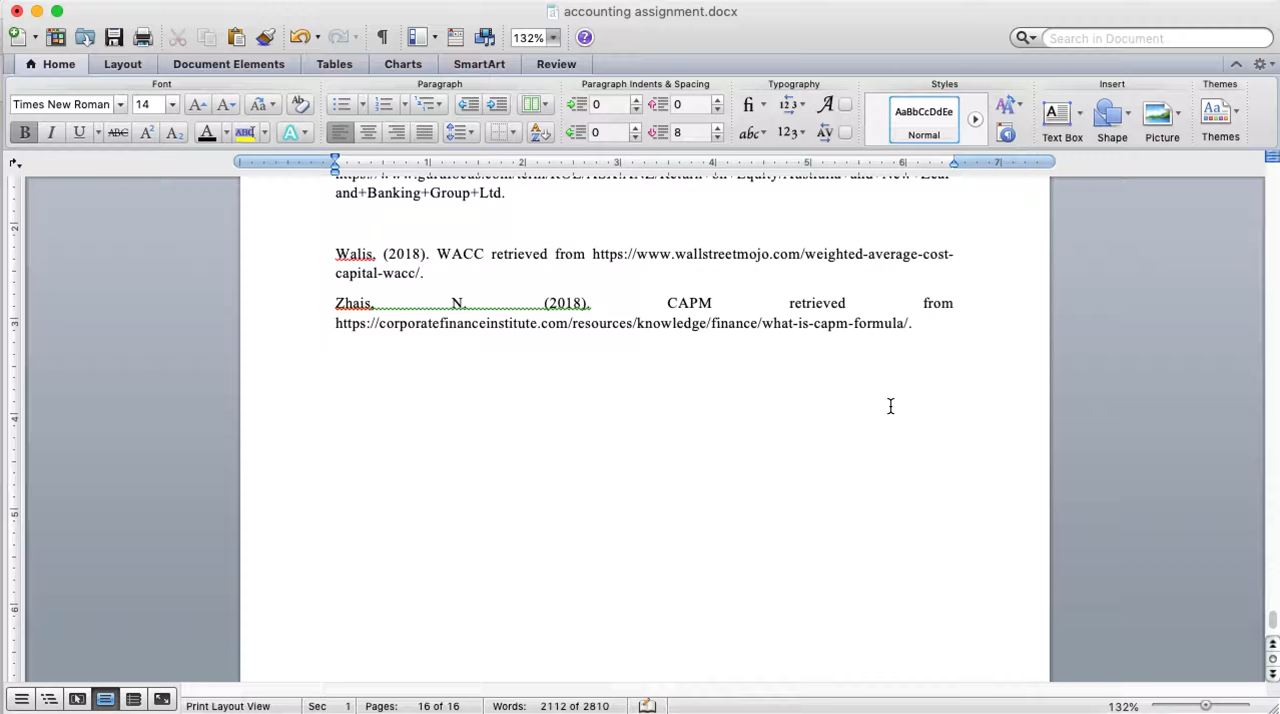 accounting assignment.docx
132%
Search in Document
Home Layout Document Elements Tables Charts SmartArt Review
Font Paragraph Paragraph Indents & Spacing Typography Styles Insert Themes
Times New Roman 14 0 0 AaBbCcDdEe
Normal
0 8 abc 123 Text Box Shape Picture Themes
and+Banking+Group+Ltd.
Walis, (2018). WACC retrieved from https://www.wallstreetmojo.com/weighted-average-cost-
capital-wacc/.
Zhais, N. (2018). CAPM retrieved from
https://corporatefinanceinstitute.com/resources/knowledge/finance/what-is-capm-formula/.
Print Layout View Sec 1 Pages: 16 of 16 Words: 2112 of 2810 132%